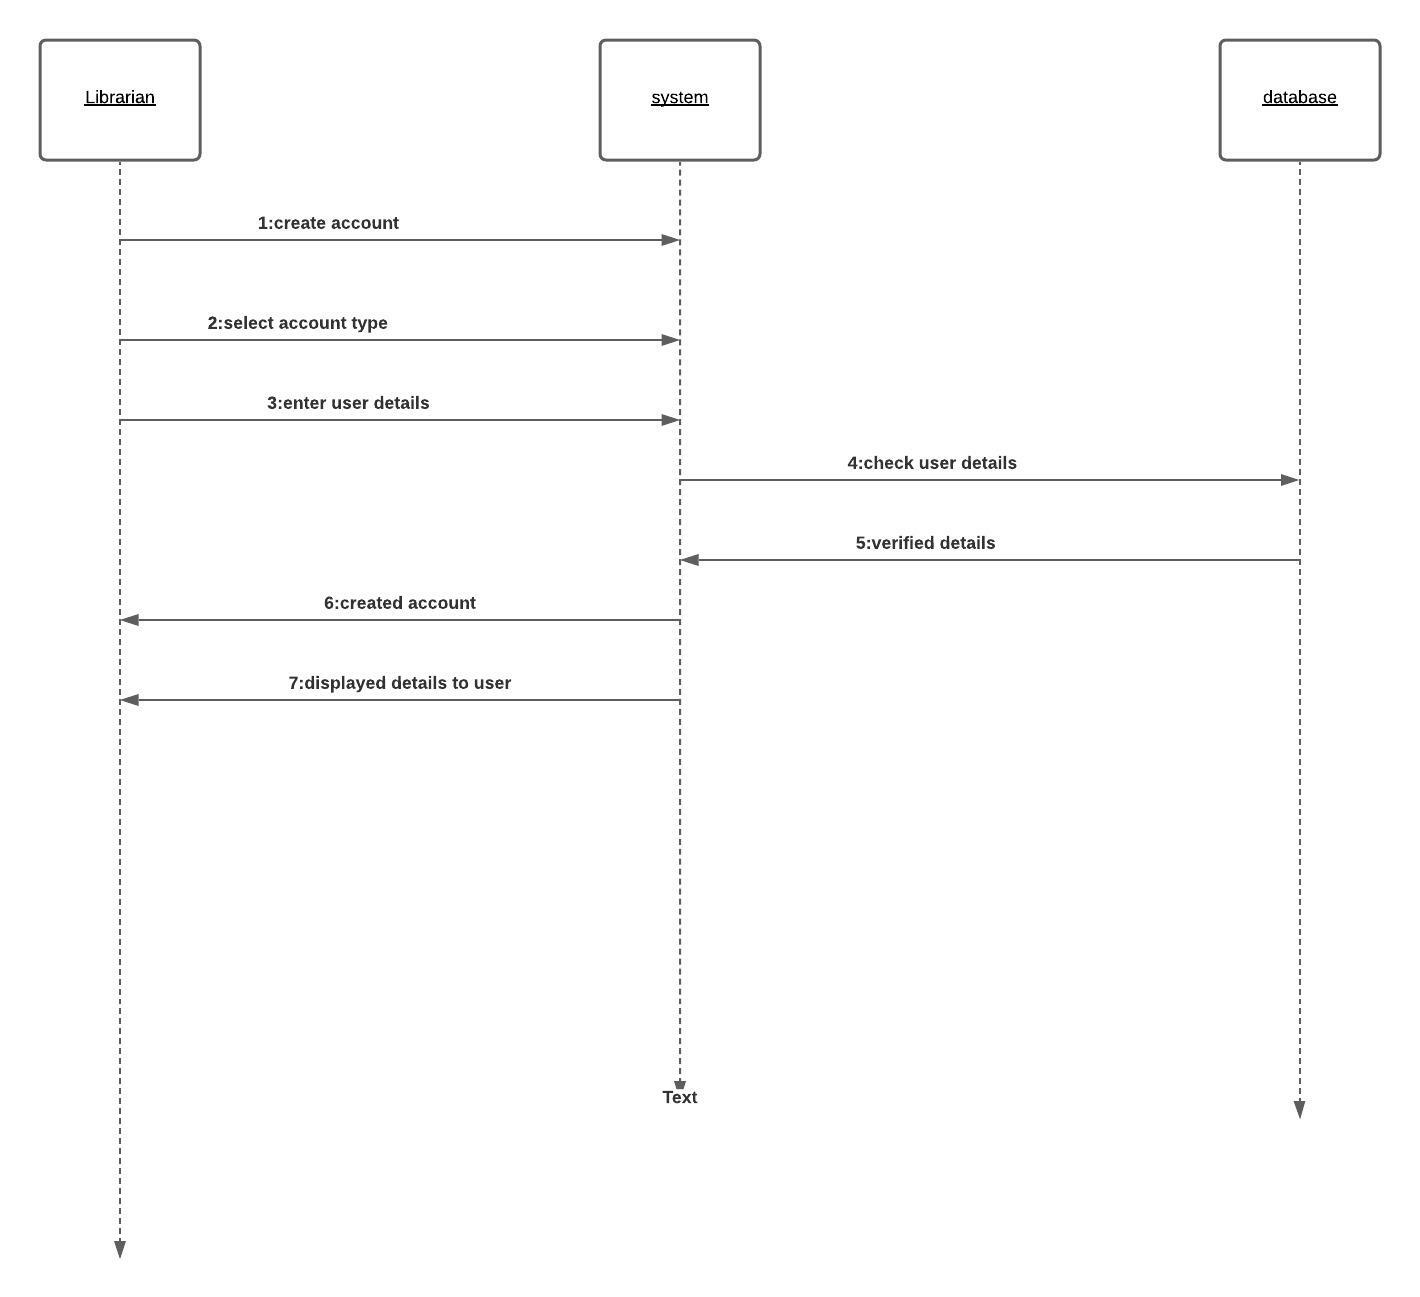 Librarian
system
database
1:create account
2:select account type
3:enter user details
4:check user details
5:verified details
6:created account
7:displayed details to user
Text